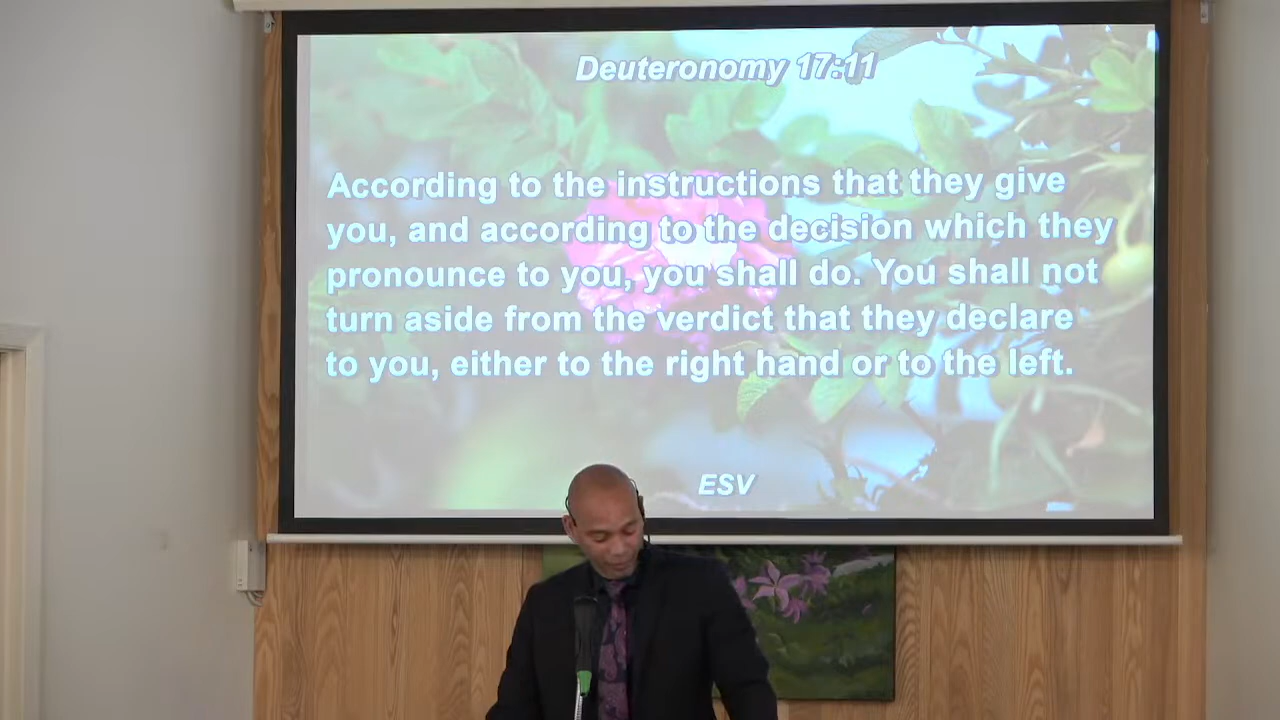 Deuteronomy 17:11
According to the instructions that they give
you, and according to the decision which they
pronounce to you, you shall do. You shall not
turn aside from the verdict that they declare
to you, either to the right hand or to the left.
ESV